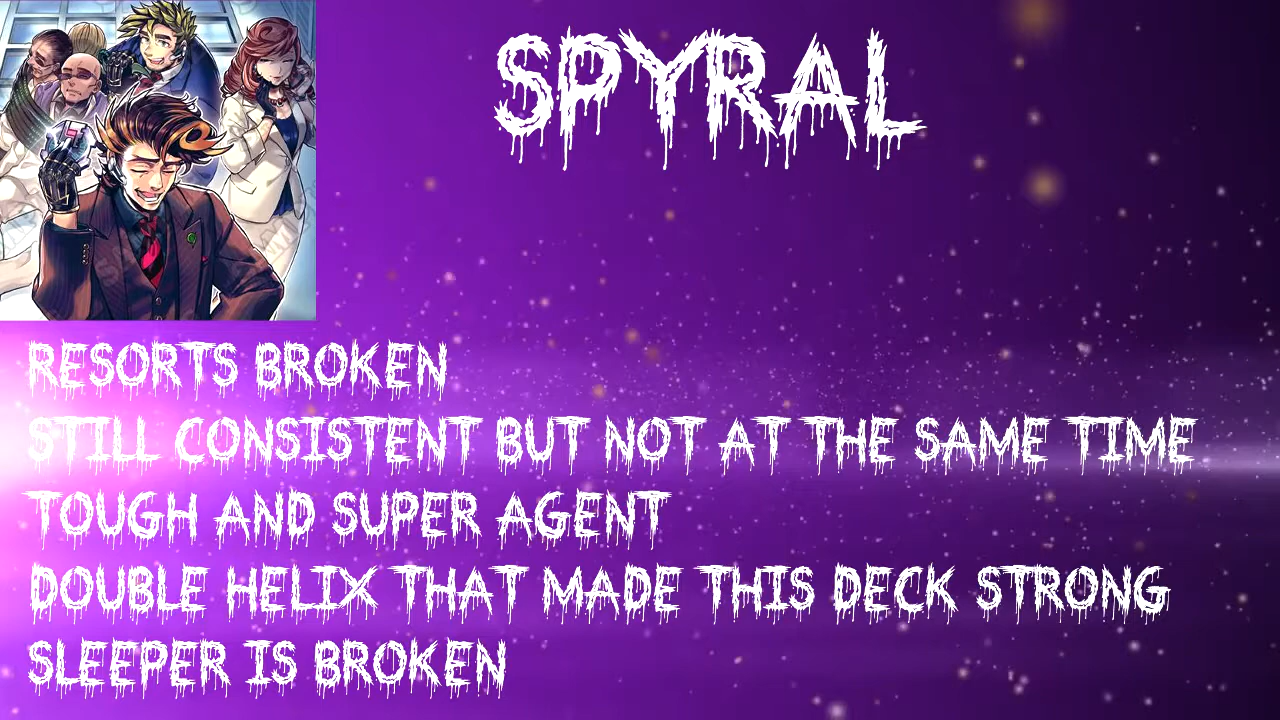 SPYRAL
RESORTS BROKEN
STILL CONSISTENT BUT NOT AT THE SAME TIME
TOUGH AND SUPER AGENT
DOUBLE HELIX THAT MADE THIS DECK STRONG
SLEEPER IS BROKEN